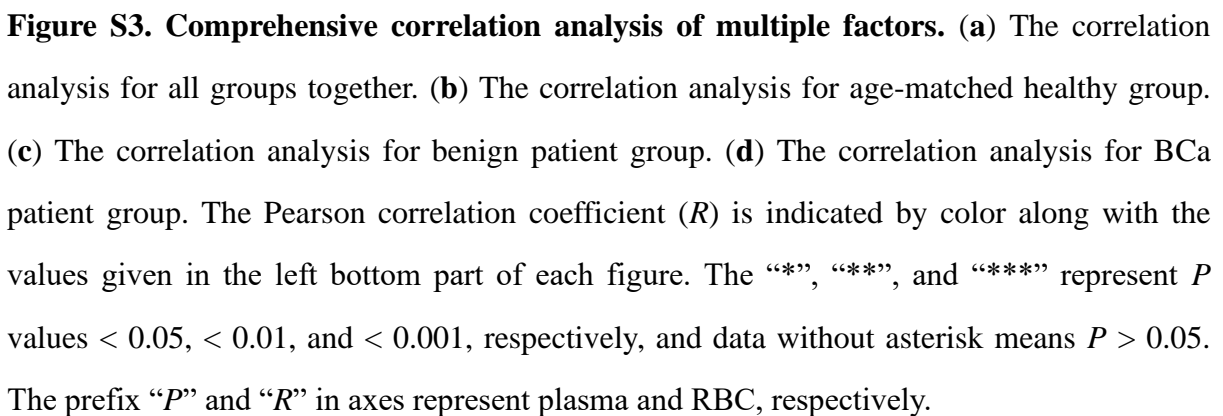 Figure S3. Comprehensive correlation analysis of multiple factors. (a) The correlation
analysis for all groups together. (b) The correlation analysis for age-matched healthy group.
(c) The correlation analysis for benign patient group. (d) The correlation analysis for BCa
patient group. The Pearson correlation coefficient (R) is indicated by color along with the
values given in the left bottom part of each figure. The “*”, “**”, and “***” represent P
values < 0.05, < 0.01, and < 0.001, respectively, and data without asterisk means P > 0.05.
The prefix “P” and “R” in axes represent plasma and RBC, respectively.